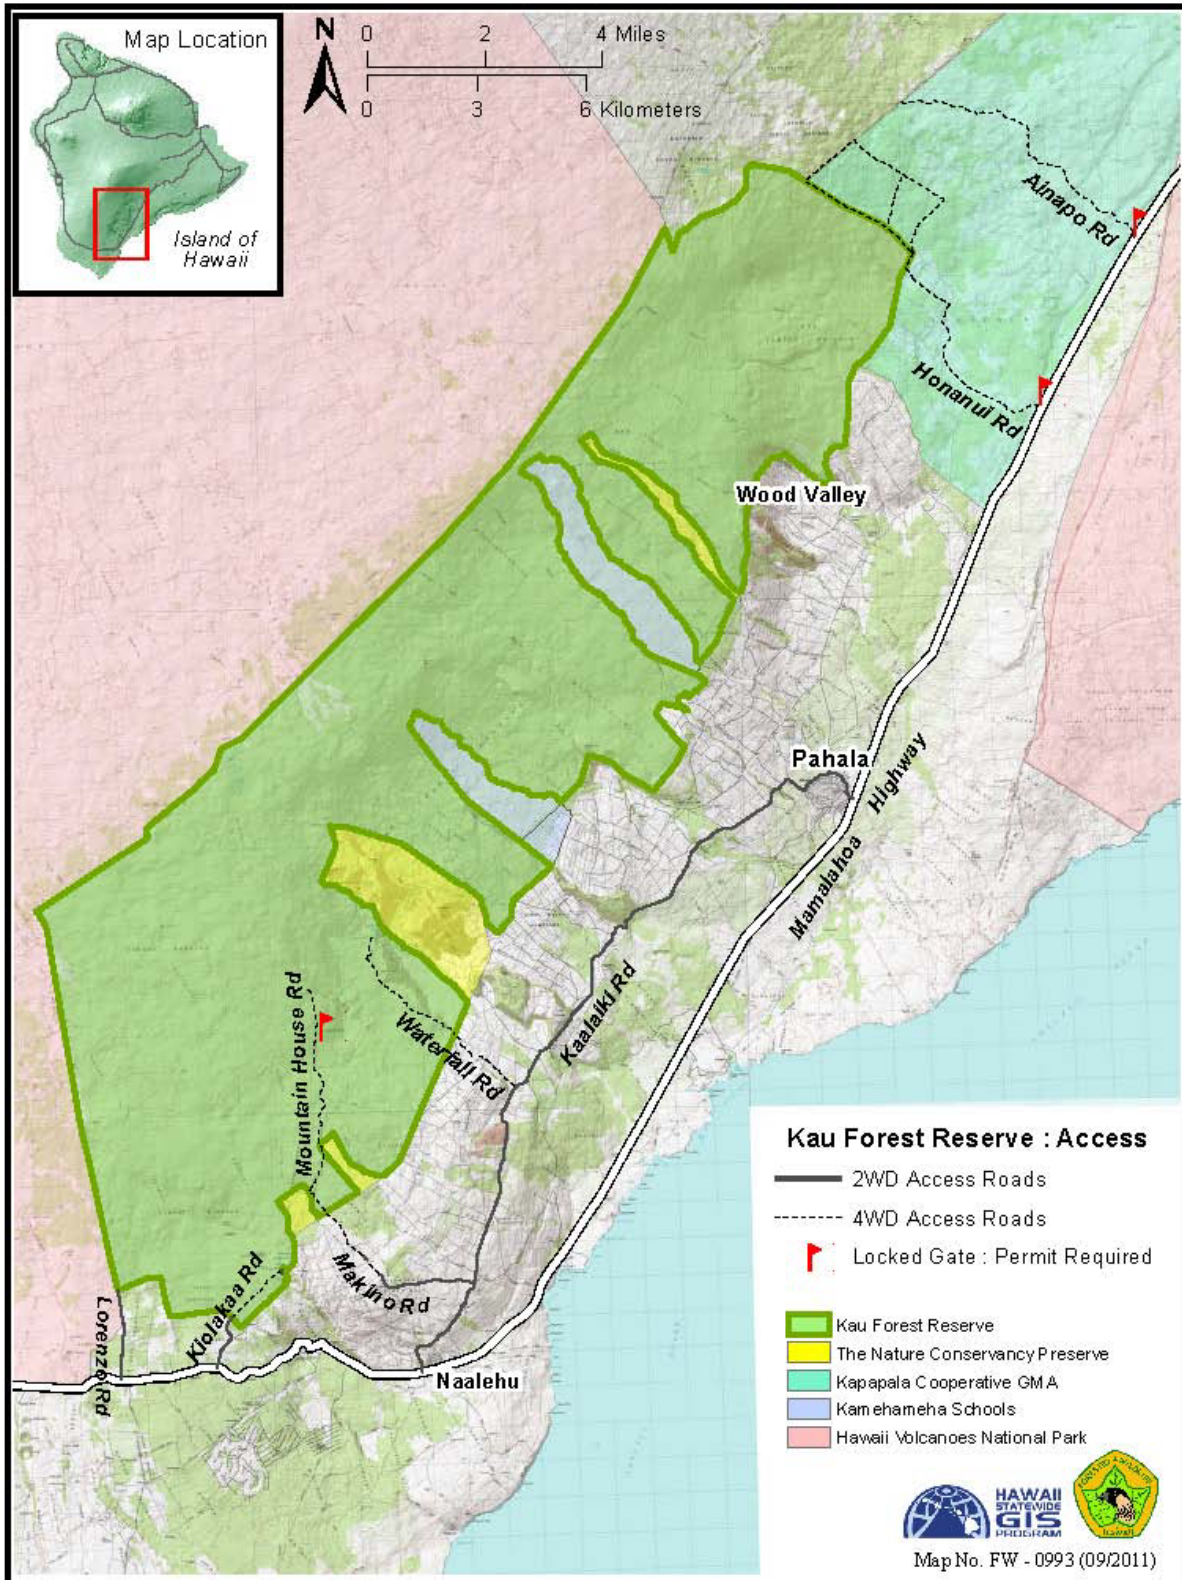 Map Location
Island of
Hawaii
N
0 2 4 Miles
0 3 6 Kilometers
Ainapo Rd
Honanui Rd
Wood Valley
Pahala
Mamalahoa Highway
Kaalaiki Rd
Waterfall Rd
Mountain House Rd
Makino Rd
Kiolakaa Rd
Lorenzo Rd
Naalehu
Kau Forest Reserve : Access
2WD Access Roads
4WD Access Roads
Locked Gate : Permit Required
Kau Forest Reserve
The Nature Conservancy Preserve
Kapapala Cooperative GMA
Kamehameha Schools
Hawaii Volcanoes National Park
HAWAII
STATEWIDE
GIS
PROGRAM
FORESTRY & WILDLIFE
HAWAII
Map No. FW - 0993 (09/2011)